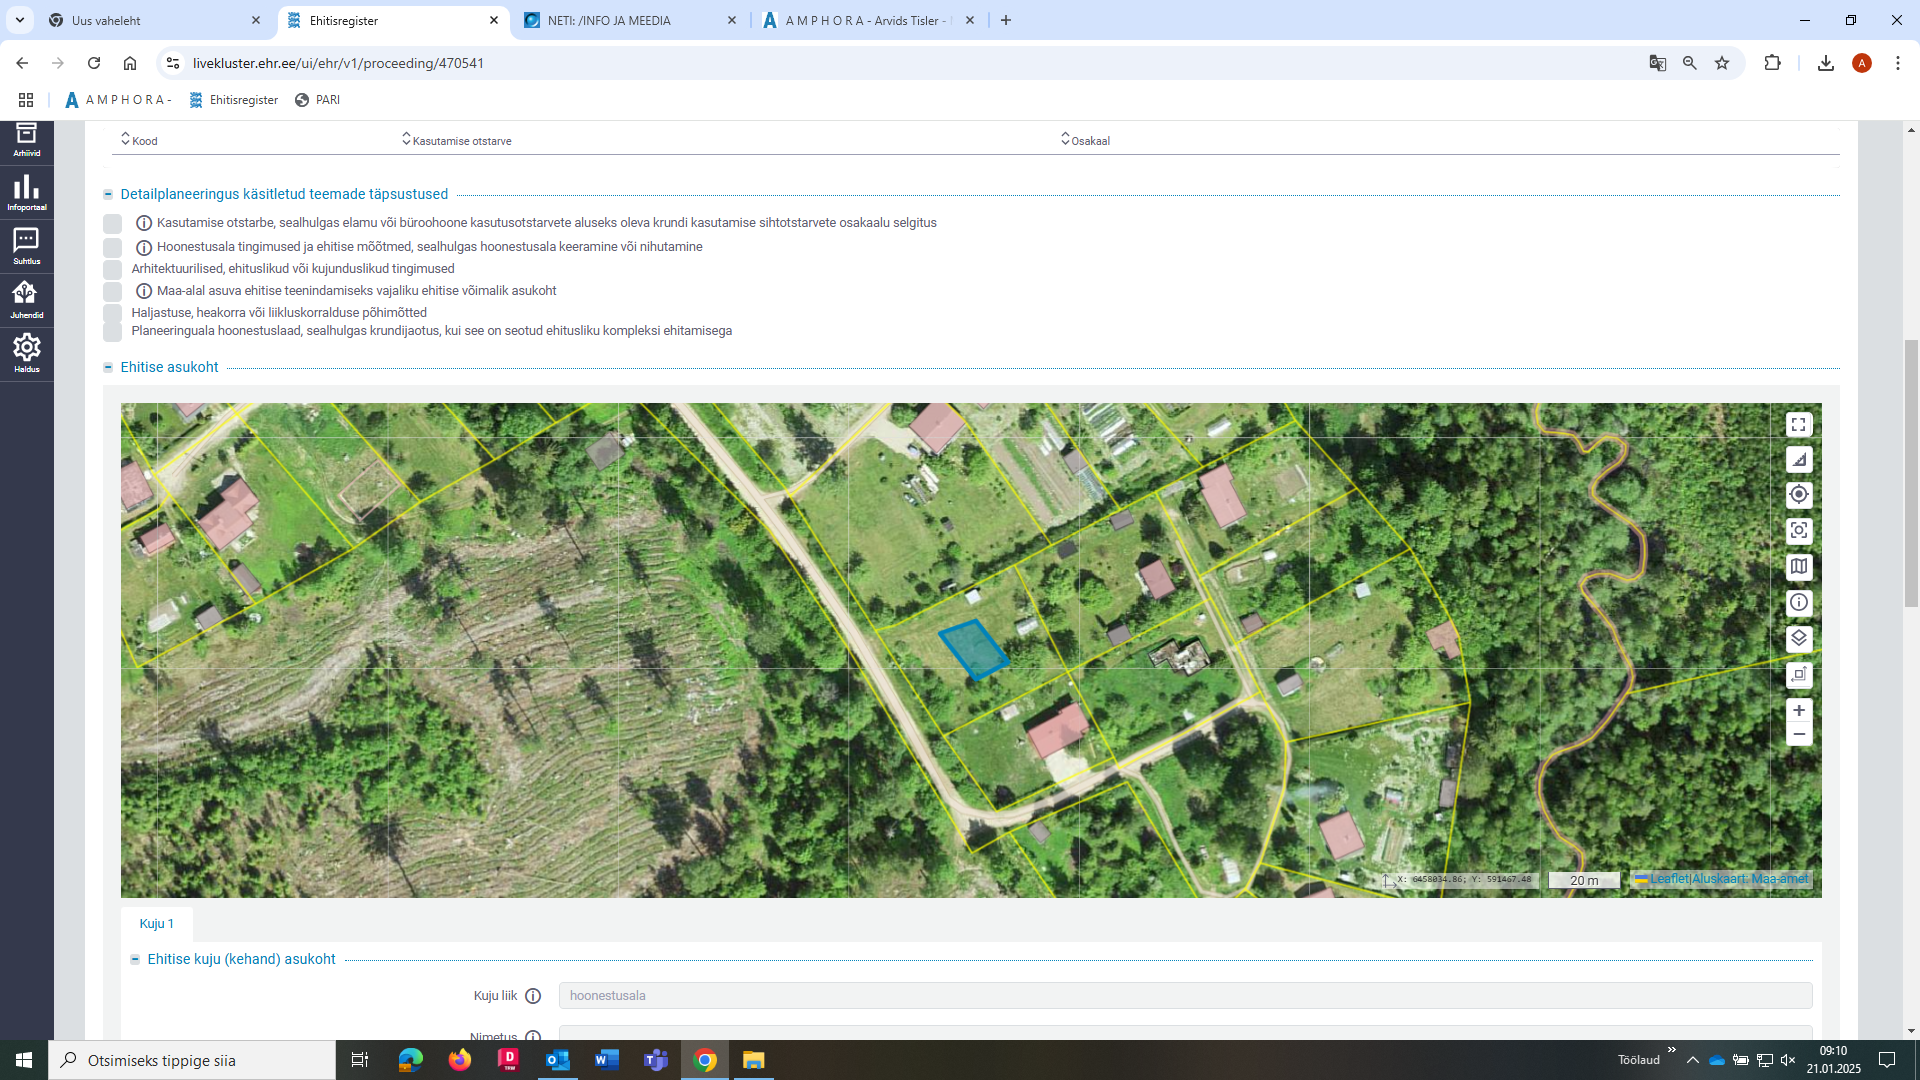 Uus vaheleht
Ehitisregister
NETI: /INFO JA MEEDIA
A M P H O R A - Arvids Tisler -
livekluster.ehr.ee/ui/ehr/v1/proceeding/470541
A
A M P H O R A -
Ehitisregister
PARI
Arhiivid
Infoportaal
Suhtlus
Juhendid
Haldus
Kood
Kasutamise otstarve
Osakaal
Detailplaneeringus käsitletud teemade täpsustused
Kasutamise otstarbe, sealhulgas elamu või büroohoone kasutusotstarvete aluseks oleva krundi kasutamise sihtotstarvete osakaalu selgitus
Hoonestusala tingimused ja ehitise mõõtmed, sealhulgas hoonestusala keeramine või nihutamine
Arhitektuurilised, ehituslikud või kujunduslikud tingimused
Maa-alal asuva ehitise teenindamiseks vajaliku ehitise võimalik asukoht
Haljastuse, heakorra või liikluskorralduse põhimõtted
Planeeringuala hoonestuslaad, sealhulgas krundijaotus, kui see on seotud ehitusliku kompleksi ehitamisega
Ehitise asukoht
X: 6458034.86; Y: 591467.48
20 m
Leaflet|Aluskaart: Maa-amet
Kuju 1
Ehitise kuju (kehand) asukoht
Kuju liik
hoonestusala
Nimetus
Otsimiseks tippige siia
Töölaud
09:10
21.01.2025